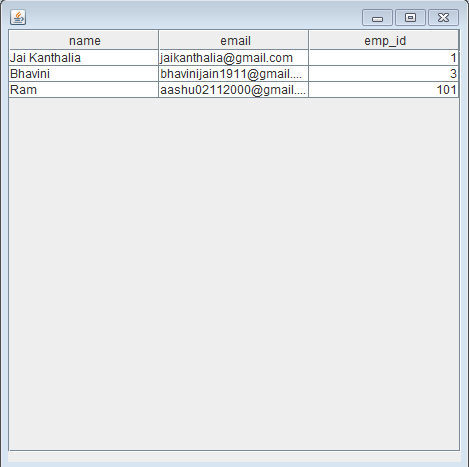 name email emp_id
Jai Kanthalia jaikanthalia@gmail.com 1
Bhavini bhavinijain1911@gmail.... 3
Ram aashu02112000@gmail.... 101